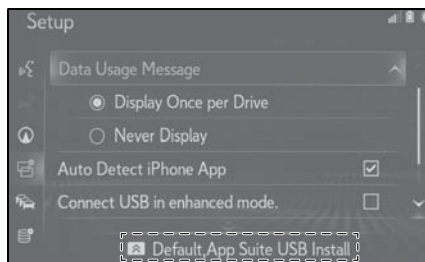 Setup
Data Usage Message
Display Once per Drive
Never Display
Auto Detect iPhone App
Connect USB in enhanced mode.
Default,App Suite USB Install